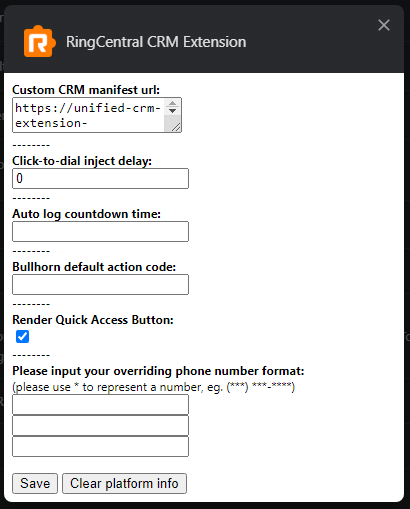 RingCentral CRM Extension
Custom CRM manifest url:
https://unified-crm-
extension-
--------
Click-to-dial inject delay:
0
--------
Auto log countdown time:
--------
Bullhorn default action code:
--------
Render Quick Access Button:
--------
Please input your overriding phone number format:
(please use * to represent a number, eg. (***) ***-****)
Save Clear platform info